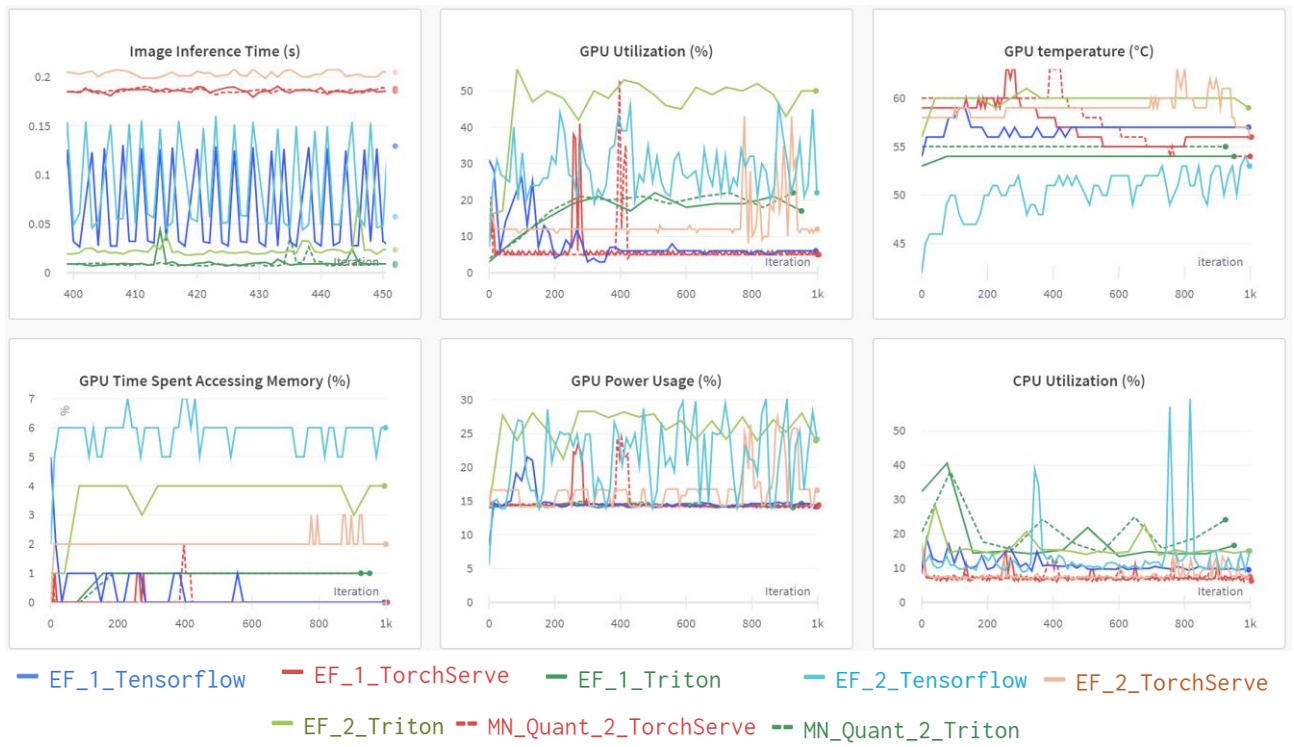 Image Inference Time (s)
0.2
0.15
0.1
0.05
0
Iteration
400 410 420 430 440 450
GPU Utilization (%)
50
40
30
20
10
0
Iteration
0 200 400 600 800 1k
GPU temperature (°C)
60
55
50
45
iteration
0 200 400 600 800 1k
GPU Time Spent Accessing Memory (%)
%
7
6
5
4
3
2
1
0
Iteration
0 200 400 600 800 1k
GPU Power Usage (%)
30
25
20
15
10
5
0
Iteration
0 200 400 600 800 1k
CPU Utilization (%)
50
40
30
20
10
0
Iteration
0 200 400 600 800 1k
EF_1_Tensorflow EF_1_TorchServe EF_1_Triton EF_2_Tensorflow EF_2_TorchServe
EF_2_Triton MN_Quant_2_TorchServe MN_Quant_2_Triton